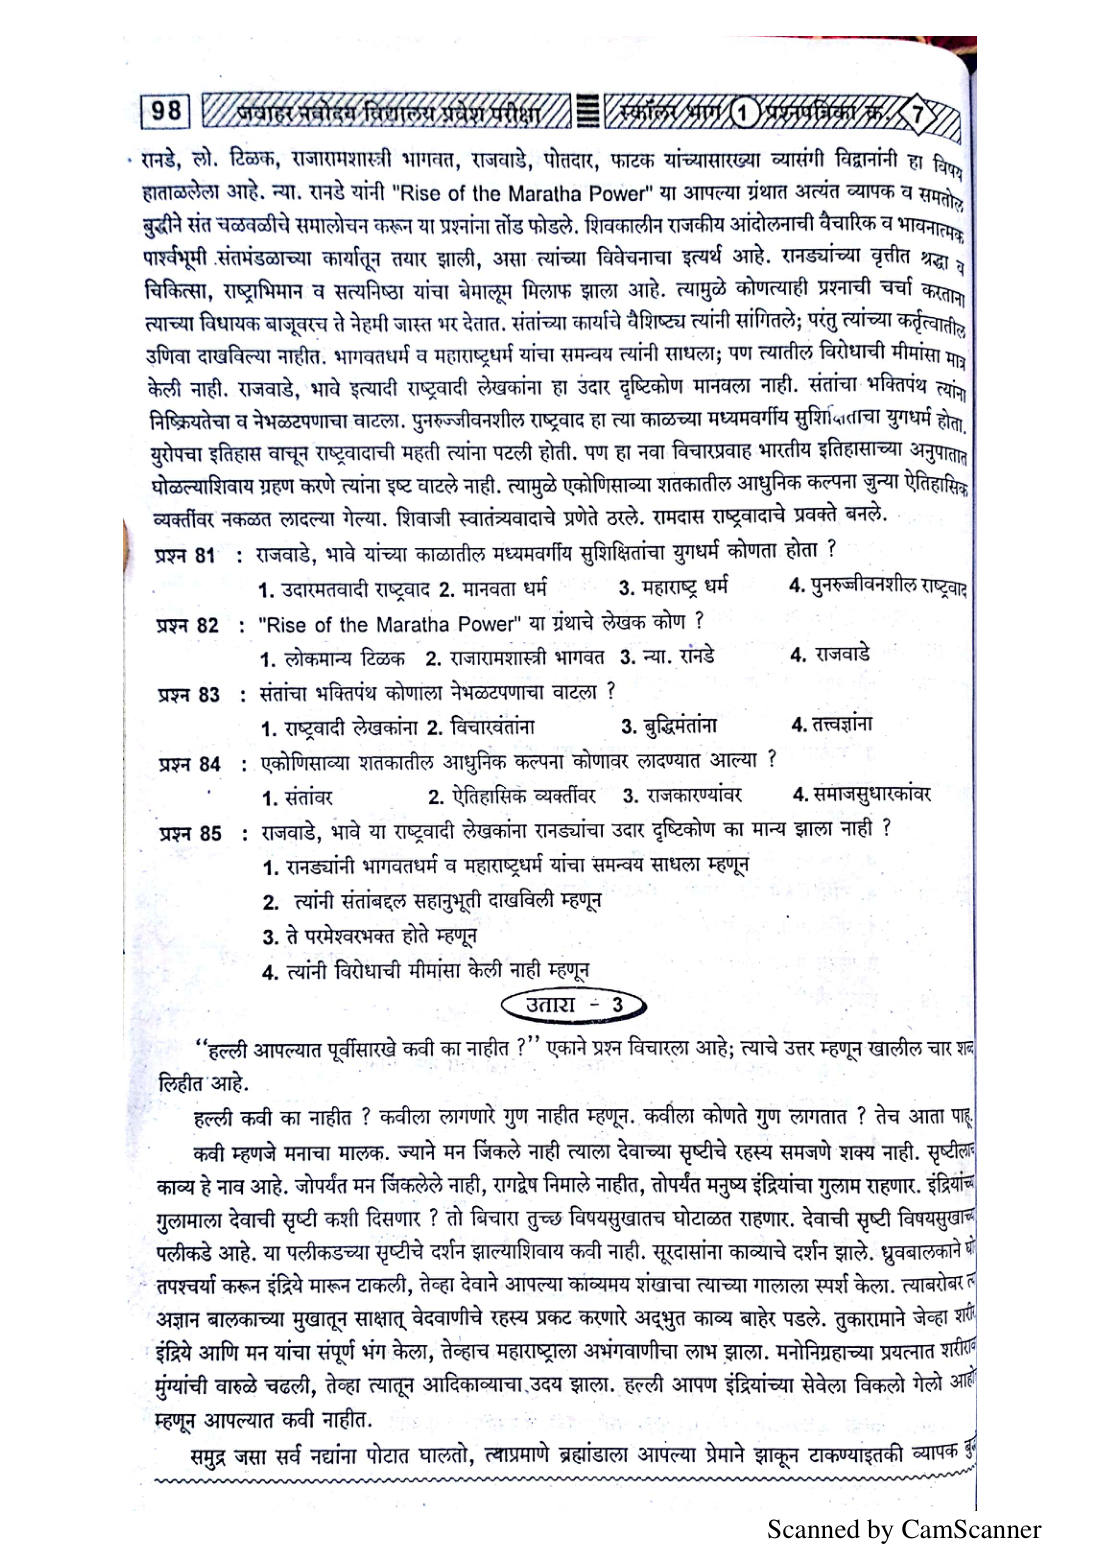 98 जवाहर नवोदय विद्यालय प्रवेश परीक्षा स्कॉलर भाग 1 प्रश्नपत्रिका क्र. 7
रानडे, लो. टिळक, राजारामशास्त्री भागवत, राजवाडे, पोतदार, फाटक यांच्यासारख्या व्यासंगी विद्वानांनी हा विषय
हाताळलेला आहे. न्या. रानडे यांनी "Rise of the Maratha Power" या आपल्या ग्रंथात अत्यंत व्यापक व समतोल
बुद्धीने संत चळवळीचे समालोचन करून या प्रश्नांना तोंड फोडले. शिवकालीन राजकीय आंदोलनाची वैचारिक व भावनात्मक
पार्श्वभूमी संतमंडळाच्या कार्यातून तयार झाली, असा त्यांच्या विवेचनाचा इत्यर्थ आहे. रानड्यांच्या वृत्तीत श्रद्धा व
चिकित्सा, राष्ट्राभिमान व सत्यनिष्ठा यांचा बेमालूम मिलाफ झाला आहे. त्यामुळे कोणत्याही प्रश्नाची चर्चा करताना
त्याच्या विधायक बाजूवरच ते नेहमी जास्त भर देतात. संतांच्या कार्याचे वैशिष्ट्य त्यांनी सांगितले; परंतु त्यांच्या कर्तृत्वातील
उणिवा दाखविल्या नाहीत. भागवतधर्म व महाराष्ट्रधर्म यांचा समन्वय त्यांनी साधला; पण त्यातील विरोधाची मीमांसा मात्र
केली नाही. राजवाडे, भावे इत्यादी राष्ट्रवादी लेखकांना हा उदार दृष्टिकोण मानवला नाही. संतांचा भक्तिपंथ त्यांना
निष्क्रियतेचा व नेभळटपणाचा वाटला. पुनरुज्जीवनशील राष्ट्रवाद हा त्या काळच्या मध्यमवर्गीय सुशिक्षिताचा युगधर्म होता.
युरोपचा इतिहास वाचून राष्ट्रवादाची महती त्यांना पटली होती. पण हा नवा विचारप्रवाह भारतीय इतिहासाच्या अनुपातात
घोळल्याशिवाय ग्रहण करणे त्यांना इष्ट वाटले नाही. त्यामुळे एकोणिसाव्या शतकातील आधुनिक कल्पना जुन्या ऐतिहासिक
व्यक्तींवर नकळत लादल्या गेल्या. शिवाजी स्वातंत्र्यवादाचे प्रणेते ठरले. रामदास राष्ट्रवादाचे प्रवक्ते बनले.
प्रश्न 81 : राजवाडे, भावे यांच्या काळातील मध्यमवर्गीय सुशिक्षितांचा युगधर्म कोणता होता ?
1. उदारमतवादी राष्ट्रवाद 2. मानवता धर्म 3. महाराष्ट्र धर्म 4. पुनरुज्जीवनशील राष्ट्रवाद
प्रश्न 82 : "Rise of the Maratha Power" या ग्रंथाचे लेखक कोण ?
1. लोकमान्य टिळक 2. राजारामशास्त्री भागवत 3. न्या. रांनडे 4. राजवाडे
प्रश्न 83 : संतांचा भक्तिपंथ कोणाला नेभळटपणाचा वाटला ?
1. राष्ट्रवादी लेखकांना 2. विचारवंतांना 3. बुद्धिमंतांना 4. तत्त्वज्ञांना
प्रश्न 84 : एकोणिसाव्या शतकातील आधुनिक कल्पना कोणावर लादण्यात आल्या ?
1. संतांवर 2. ऐतिहासिक व्यक्तींवर 3. राजकारण्यांवर 4. समाजसुधारकांवर
प्रश्न 85 : राजवाडे, भावे या राष्ट्रवादी लेखकांना रानड्यांचा उदार दृष्टिकोण का मान्य झाला नाही ?
1. रानड्यांनी भागवतधर्म व महाराष्ट्रधर्म यांचा समन्वय साधला म्हणून
2. त्यांनी संतांबद्दल सहानुभूती दाखविली म्हणून
3. ते परमेश्वरभक्त होते म्हणून
4. त्यांनी विरोधाची मीमांसा केली नाही म्हणून
उतारा - 3
“हल्ली आपल्यात पूर्वीसारखे कवी का नाहीत ?” एकाने प्रश्न विचारला आहे; त्याचे उत्तर म्हणून खालील चार शब्द
लिहीत आहे.
हल्ली कवी का नाहीत ? कवीला लागणारे गुण नाहीत म्हणून. कवीला कोणते गुण लागतात ? तेच आता पाहू.
कवी म्हणजे मनाचा मालक. ज्याने मन जिंकले नाही त्याला देवाच्या सृष्टीचे रहस्य समजणे शक्य नाही. सृष्टीलाच
काव्य हे नाव आहे. जोपर्यंत मन जिंकलेले नाही, रागद्वेष निमाले नाहीत, तोपर्यंत मनुष्य इंद्रियांचा गुलाम राहणार. इंद्रियांच्या
गुलामाला देवाची सृष्टी कशी दिसणार ? तो बिचारा तुच्छ विषयसुखातच घोटाळत राहणार. देवाची सृष्टी विषयसुखाच्या
पलीकडे आहे. या पलीकडच्या सृष्टीचे दर्शन झाल्याशिवाय कवी नाही. सूरदासांना काव्याचे दर्शन झाले. ध्रुवबालकाने
तपश्चर्या करून इंद्रिये मारून टाकली, तेव्हा देवाने आपल्या काव्यमय शंखाचा त्याच्या गालाला स्पर्श केला. त्याबरोबर
अज्ञान बालकाच्या मुखातून साक्षात् वेदवाणीचे रहस्य प्रकट करणारे अद्‌भुत काव्य बाहेर पडले. तुकारामाने जेव्हा शरीर
इंद्रिये आणि मन यांचा संपूर्ण भंग केला, तेव्हाच महाराष्ट्राला अभंगवाणीचा लाभ झाला. मनोनिग्रहाच्या प्रयत्नात
मुंग्यांची वारुळे चढली, तेव्हा त्यातून आदिकाव्याचा उदय झाला. हल्ली आपण इंद्रियांच्या सेवेला विकलो गेलो आहो
म्हणून आपल्यात कवी नाहीत.
समुद्र जसा सर्व नद्यांना पोटात घालतो, त्याप्रमाणे ब्रह्मांडाला आपल्या प्रेमाने झाकून टाकण्याइतकी व्यापक
Scanned by CamScanner